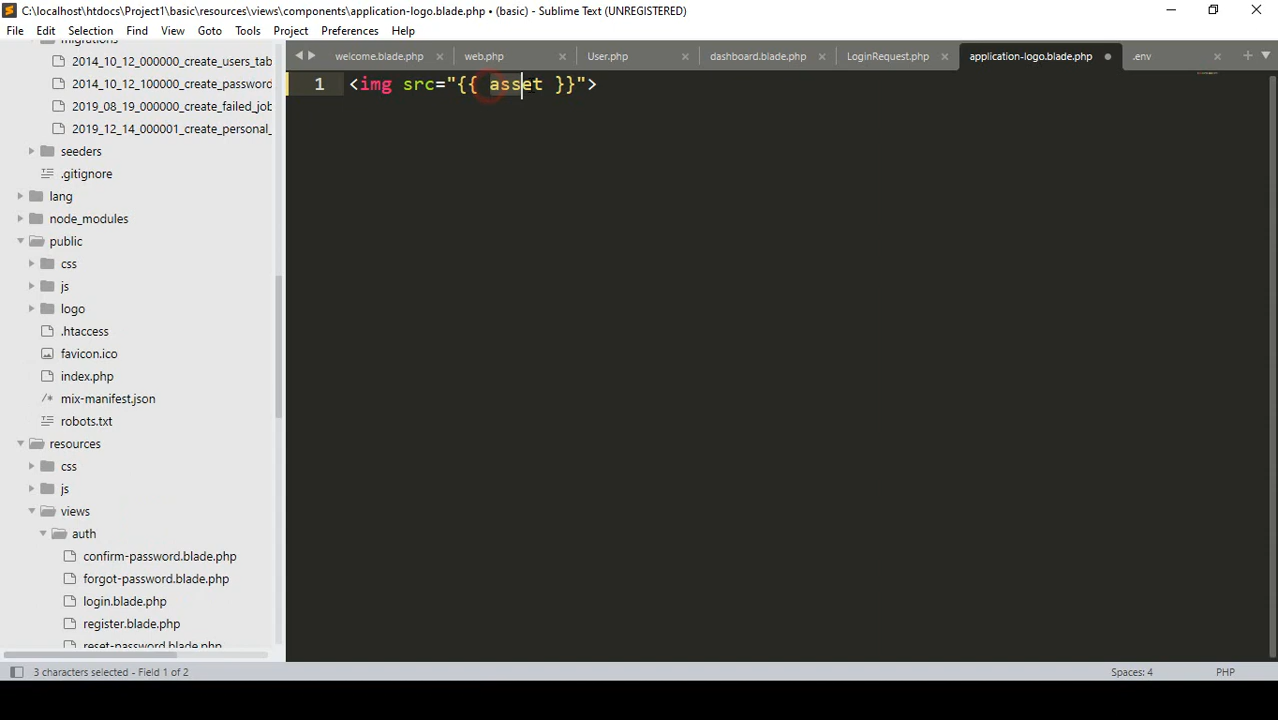 C:\localhost\htdocs\Project1\basic\resources\views\components\application-logo.blade.php • (basic) - Sublime Text (UNREGISTERED)
File Edit Selection Find View Goto Tools Project Preferences Help
welcome.blade.php web.php User.php dashboard.blade.php LoginRequest.php application-logo.blade.php .env
migrations
2014_10_12_000000_create_users_tab
2014_10_12_100000_create_password
2019_08_19_000000_create_failed_job
2019_12_14_000001_create_personal_
seeders
.gitignore
lang
node_modules
public
css
js
logo
.htaccess
favicon.ico
index.php
mix-manifest.json
robots.txt
resources
css
js
views
auth
confirm-password.blade.php
forgot-password.blade.php
login.blade.php
register.blade.php
reset-password.blade.php
1 <img src="{{ asset }}">
3 characters selected - Field 1 of 2
Spaces: 4 PHP